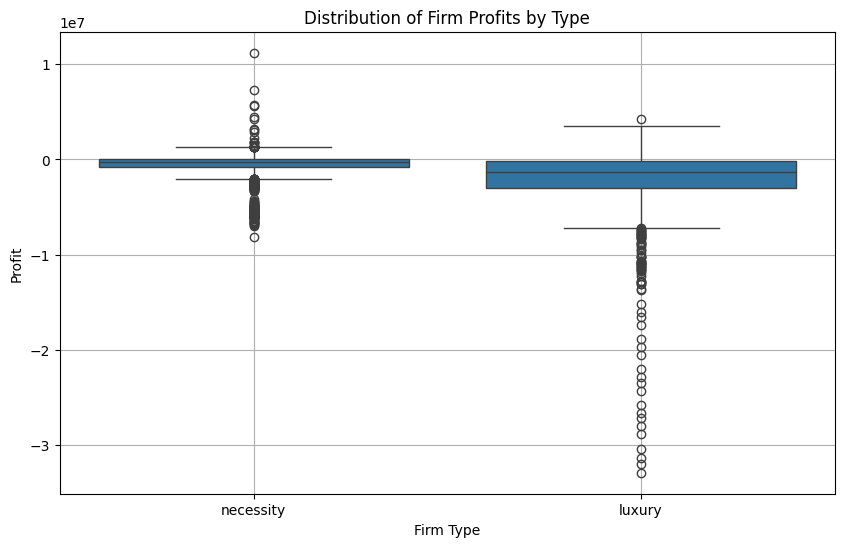 Distribution of Firm Profits by Type
1e7
1
0
−1
−2
−3
Profit
necessity luxury
Firm Type